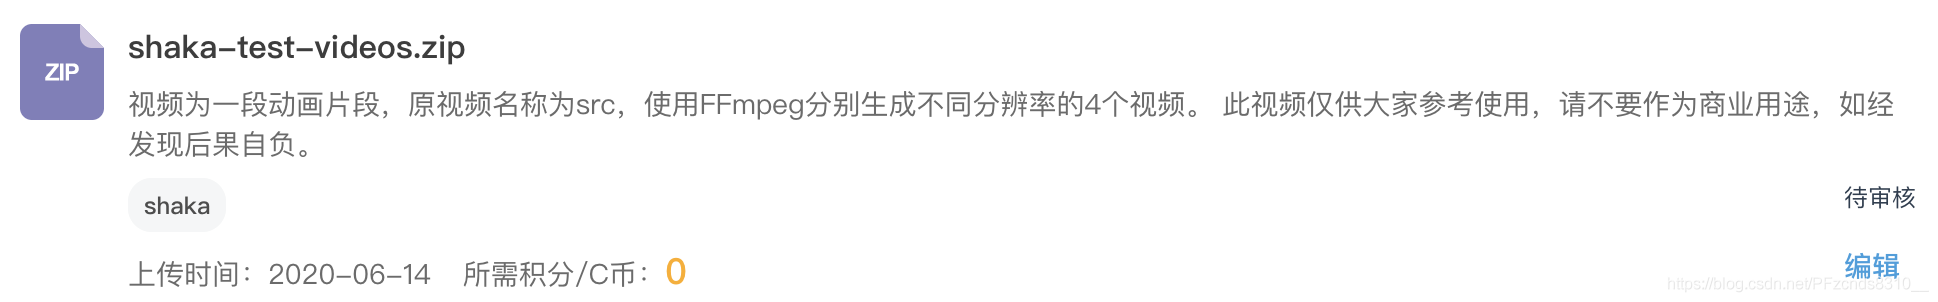 shaka-test-videos.zip
ZIP
视频为一段动画片段，原视频名称为src，使用FFmpeg分别生成不同分辨率的4个视频。 此视频仅供大家参考使用，请不要作为商业用途，如经
发现后果自负。
shaka
待审核
上传时间：2020-06-14 所需积分/C币：0
编辑
https://blog.csdn.net/PFzchds8310__